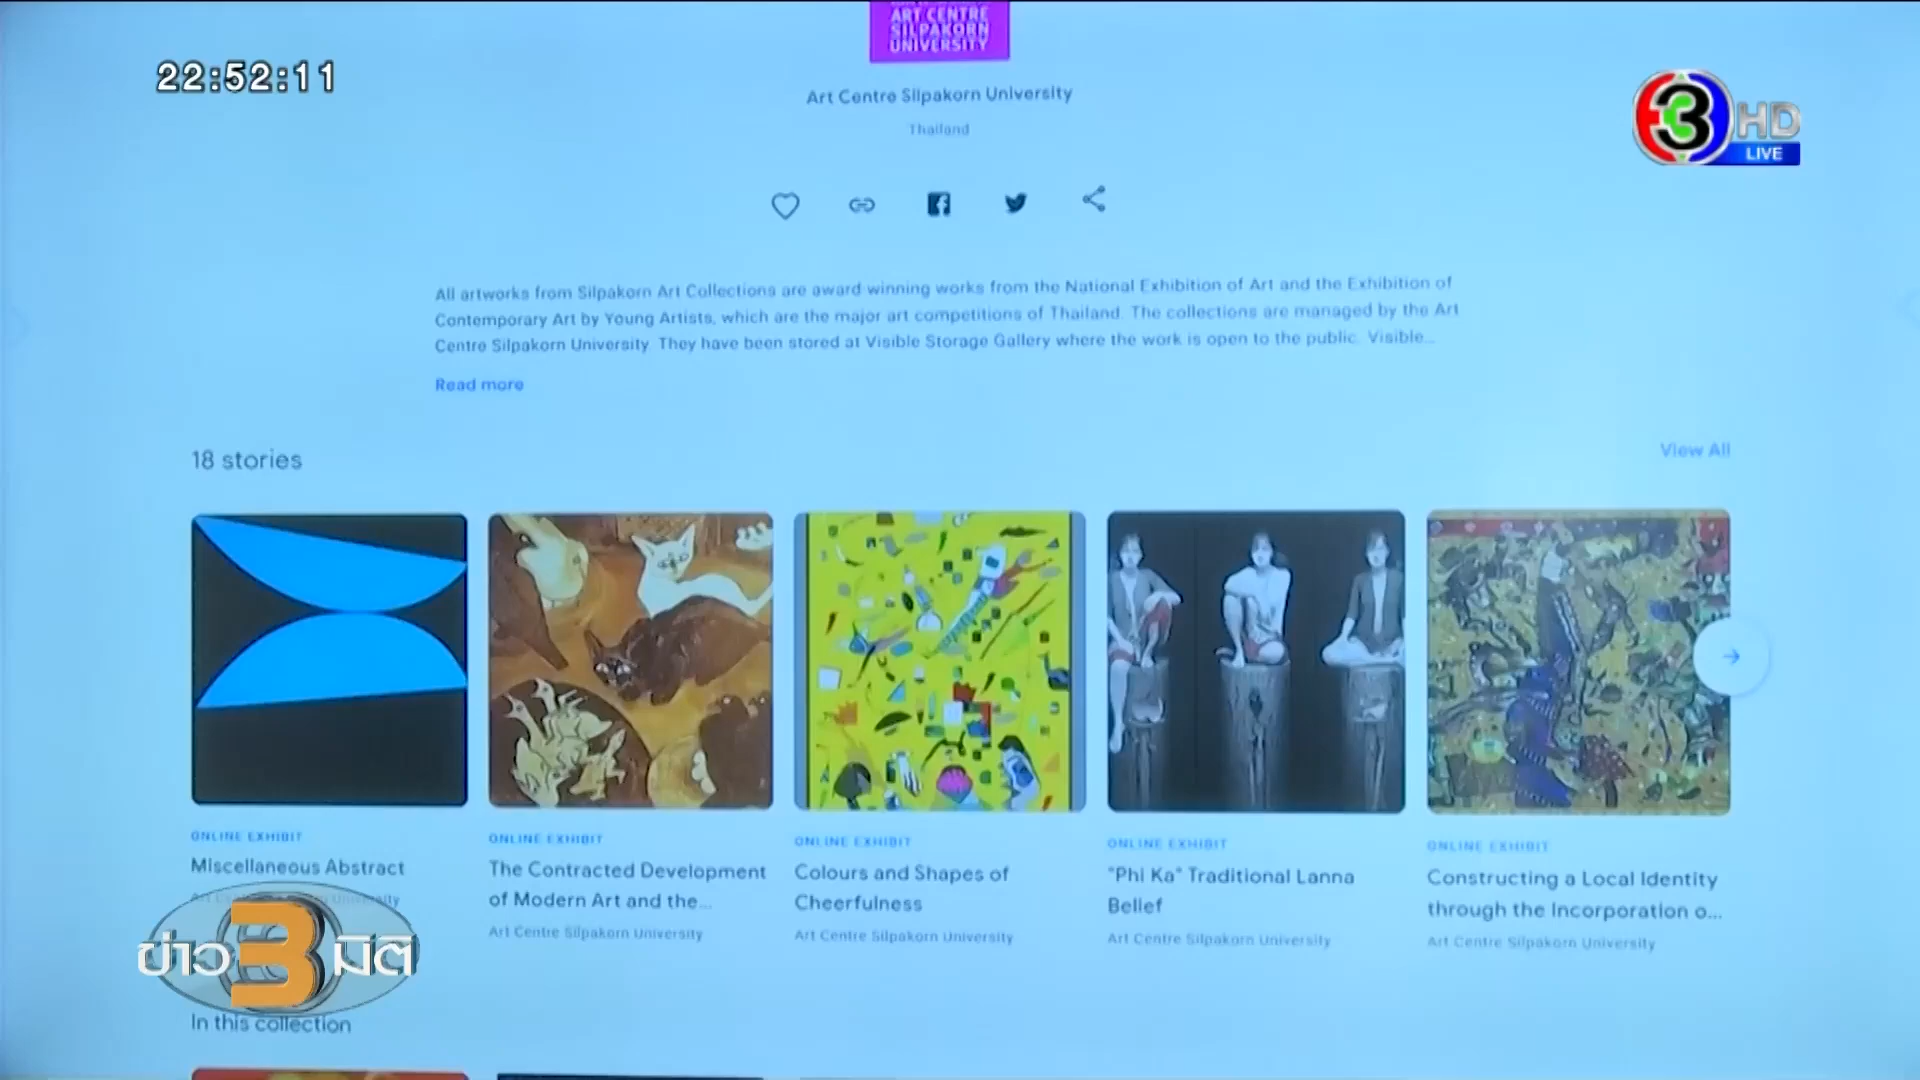 ART CENTRE
SILPAKORN
UNIVERSITY
22:52:11
3 HD
LIVE
Art Centre Silpakorn University
Thailand
All artworks from Silpakorn Art Collections are award winning works from the National Exhibition of Art and the Exhibition of
Contemporary Art by Young Artists, which are the major art competitions of Thailand. The collections are managed by the Art
Centre Silpakorn University. They have been stored at Visible Storage Gallery where the work is open to the public. Visible...
Read more
18 stories
View All
ONLINE EXHIBIT
Miscellaneous Abstract
ONLINE EXHIBIT
The Contracted Development
of Modern Art and the...
Art Centre Silpakorn University
ONLINE EXHIBIT
Colours and Shapes of
Cheerfulness
Art Centre Silpakorn University
ONLINE EXHIBIT
"Phi Ka" Traditional Lanna
Belief
Art Centre Silpakorn University
ONLINE EXHIBIT
Constructing a Local Identity
through the Incorporation o...
Art Centre Silpakorn University
ข่าว 3 มิติ
In this collection